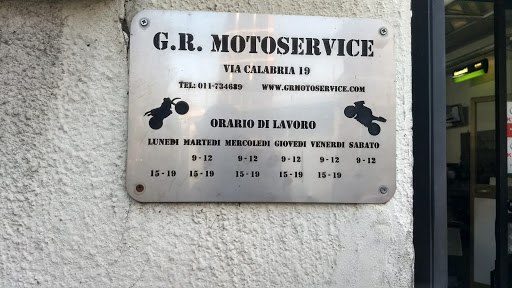 G.R. MOTOSERVICE
VIA CALABRIA 19
TEL: 011-734689 WWW.GRMOTOSERVICE.COM
ORARIO DI LAVORO
LUNEDI MARTEDI MERCOLEDI GIOVEDI VENERDI SABATO
9-12 9-12 9-12 9-12 9-12
15-19 15-19 15-19 15-19 15-19